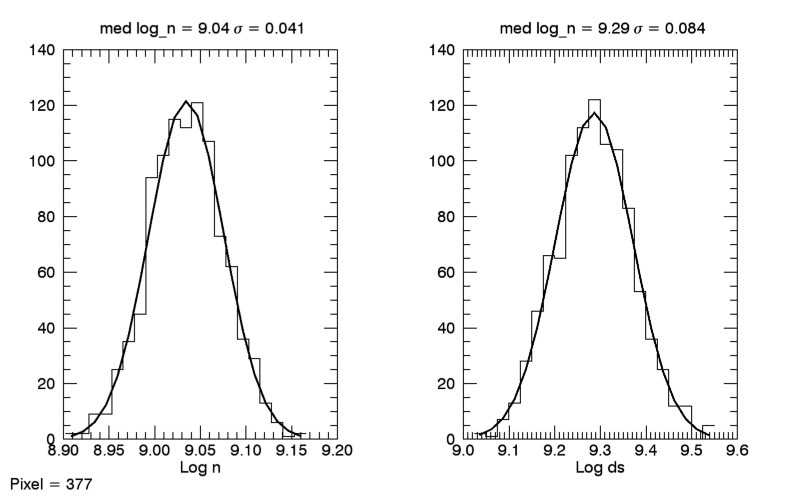 med log_n = 9.04 σ = 0.041
140
120
100
80
60
40
20
0
8.90 8.95 9.00 9.05 9.10 9.15 9.20
Log n
med log_n = 9.29 σ = 0.084
140
120
100
80
60
40
20
0
9.0 9.1 9.2 9.3 9.4 9.5 9.6
Log ds
Pixel = 377